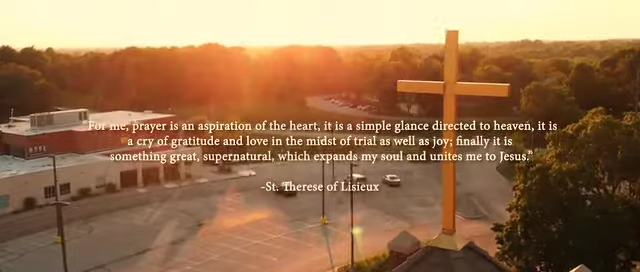 "For me, prayer is an aspiration of the heart, it is a simple glance directed to heaven, it is
a cry of gratitude and love in the midst of trial as well as joy; finally it is
something great, supernatural, which expands my soul and unites me to Jesus."
-St. Therese of Lisieux